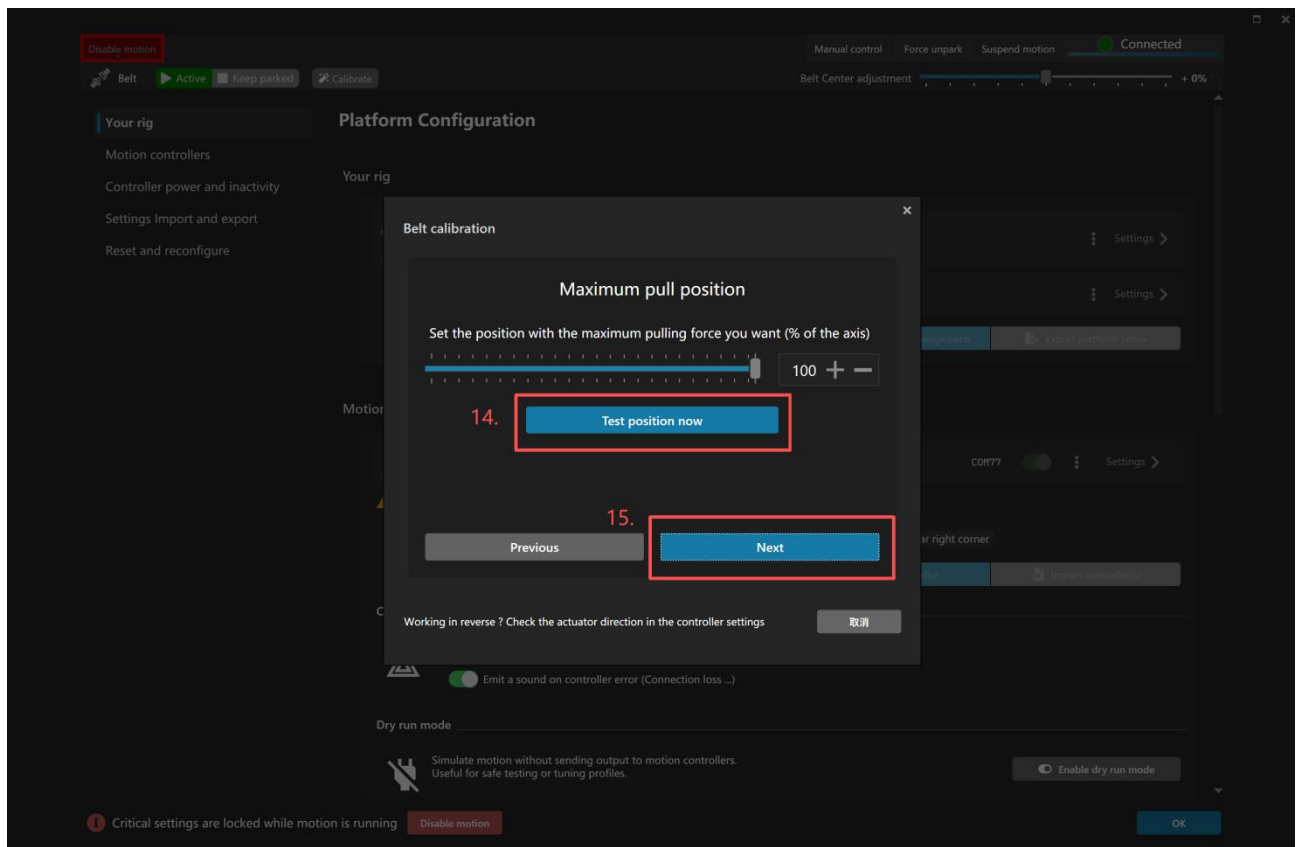 Disable motion
Manual control Force unpark Suspend motion Connected
Belt Active Keep parked Calibrate
Belt Center adjustment + 0%
Your rig
Motion controllers
Controller power and inactivity
Settings Import and export
Reset and reconfigure
Platform Configuration
Your rig
Settings
Settings
Export platform setup
Belt calibration
Maximum pull position
Set the position with the maximum pulling force you want (% of the axis)
100
14.
Test position now
Motion
COM77 Settings
15.
Previous
Next
ar right corner
Import controller(s)
Working in reverse ? Check the actuator direction in the controller settings
取消
Emit a sound on controller error (Connection loss ...)
Dry run mode
Simulate motion without sending output to motion controllers.
Useful for safe testing or tuning profiles.
Enable dry run mode
Critical settings are locked while motion is running Disable motion
OK